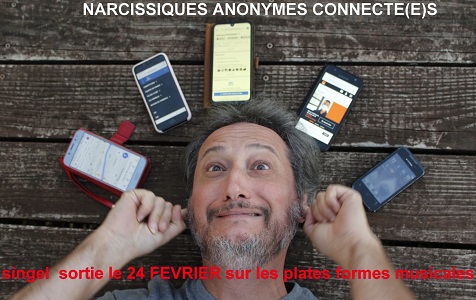 NARCISSIQUES ANONYMES CONNECTE(E)S
singel sortie le 24 FEVRIER sur les plates formes musicales